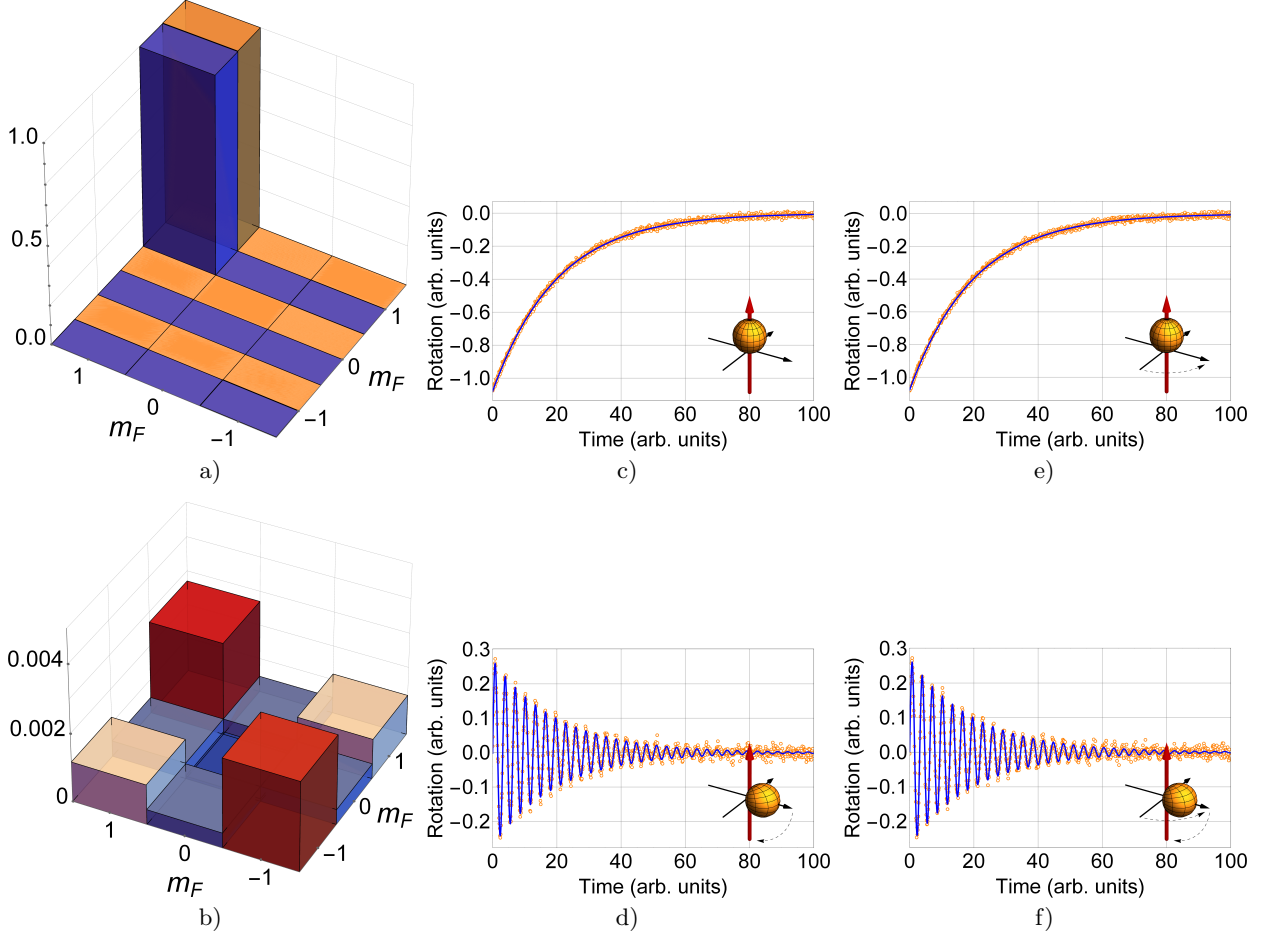 1.0
0.5
0.0
1
0
−1
m_F
1
0
−1
m_F
a)
Rotation (arb. units)
0.0
−0.2
−0.4
−0.6
−0.8
−1.0
0 20 40 60 80 100
Time (arb. units)
c)
Rotation (arb. units)
0.0
−0.2
−0.4
−0.6
−0.8
−1.0
0 20 40 60 80 100
Time (arb. units)
e)
0.004
0.002
0
1
0
−1
m_F
1
0
−1
m_F
b)
Rotation (arb. units)
0.3
0.2
0.1
0.0
−0.1
−0.2
0 20 40 60 80 100
Time (arb. units)
d)
Rotation (arb. units)
0.3
0.2
0.1
0.0
−0.1
−0.2
0 20 40 60 80 100
Time (arb. units)
f)